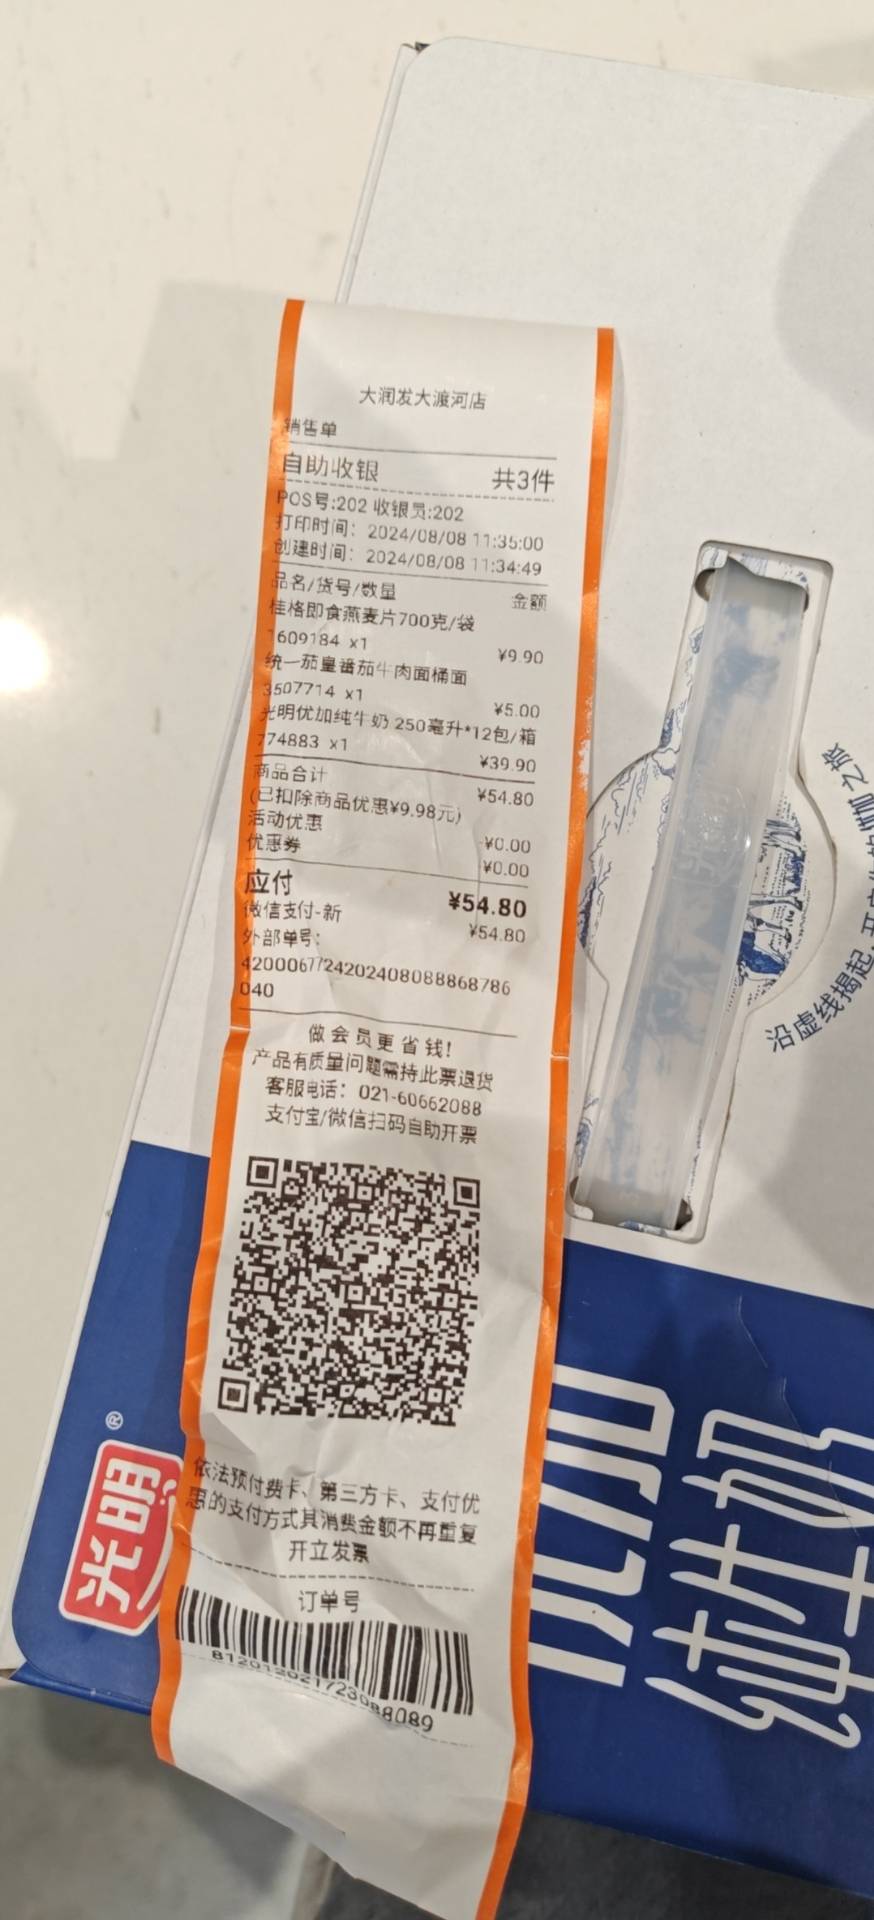 大润发大渡河店
销售单
自助收银 共3件
POS号:202 收银员:202
打印时间: 2024/08/08 11:35:00
创建时间: 2024/08/08 11:34:49
品名/货号/数量 金额
桂格即食燕麦片700克/袋
1609184 x1 ¥9.90
统一茄皇番茄牛肉面桶面
3507714 x1 ¥5.00
光明优加纯牛奶 250毫升*12包/箱
774883 x1 ¥39.90
商品合计 ¥54.80
(已扣除商品优惠¥9.98元)
活动优惠 -¥0.00
优惠券 ¥0.00
应付 ¥54.80
微信支付-新 ¥54.80
外部单号:
4200067724202408088868786
040
做会员更省钱!
产品有质量问题需持此票退货
客服电话: 021-60662088
支付宝/微信扫码自助开票
依法预付费卡、第三方卡、支付优
惠的支付方式其消费金额不再重复
开立发票
订单号
沿虚线揭起,
之旅
光明
®
优加
纯牛奶